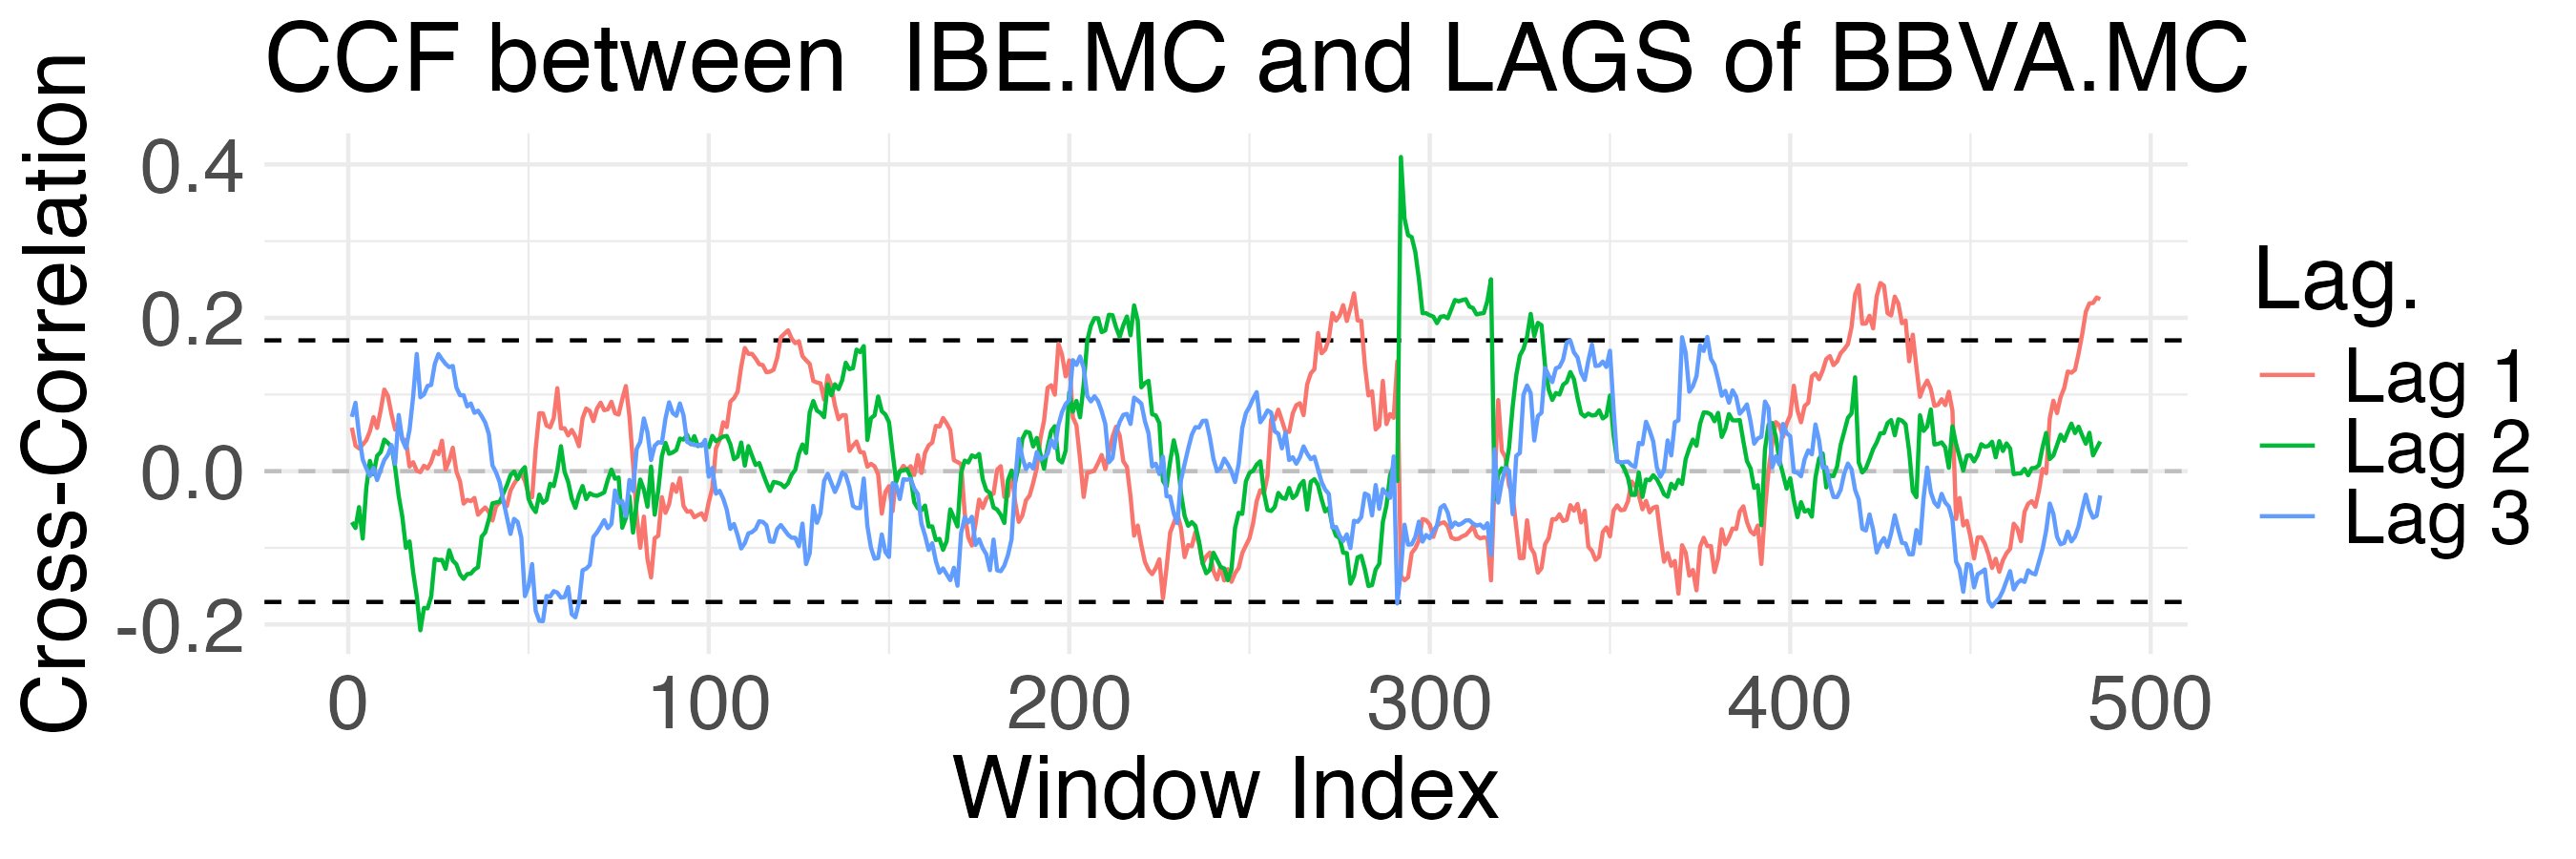 CCF between  IBE.MC and LAGS of BBVA.MC
Cross-Correlation
0.4
0.2
0.0
-0.2
0
100
200
300
400
500
Window Index
Lag.
Lag 1
Lag 2
Lag 3